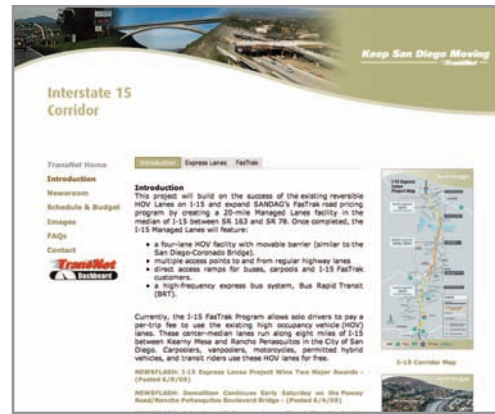 Keep San Diego Moving
TransNet
Interstate 15
Corridor
TransNet Home
Introduction
Newsroom
Schedule & Budget
Images
FAQs
Contact
TransNet
Dashboard
Introduction Express Lanes FasTrak
Introduction
This project will build on the success of the existing reversible
HOV Lanes on I-15 and expand SANDAG's FasTrak road pricing
program by creating a 20-mile Managed Lanes facility in the
median of I-15 between SR 163 and SR 78. Once completed, the
I-15 Managed Lanes will feature:
• a four-lane HOV facility with movable barrier (similar to the
San Diego-Coronado Bridge).
• multiple access points to and from regular highway lanes
• direct access ramps for buses, carpools and I-15 FasTrak
customers.
• a high-frequency express bus system, Bus Rapid Transit
(BRT).
Currently, the I-15 FasTrak Program allows solo drivers to pay a
per-trip fee to use the existing high occupancy vehicle (HOV)
lanes. These center-median lanes run along eight miles of I-15
between Kearny Mesa and Rancho Penasquitos in the City of San
Diego. Carpoolers, vanpoolers, motorcycles, permitted hybrid
vehicles, and transit riders use these HOV lanes for free.
NEWSFLASH: I-15 Express Lanes Project Wins Two Major Awards -
(Posted 6/9/09)
NEWSFLASH: Demolition Continues Early Saturday on the Poway
Road/Rancho Peñasquitos Boulevard Bridge - (Posted 6/4/09)
I-15 Express
Lanes
Project Map
I-15 Corridor Map